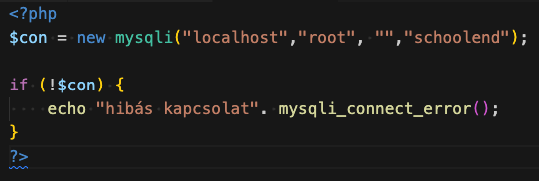 <?php
$con = new mysqli("localhost","root", "","schoolend");
if (!$con) {
echo "hibás kapcsolat". mysqli_connect_error();
}
?>